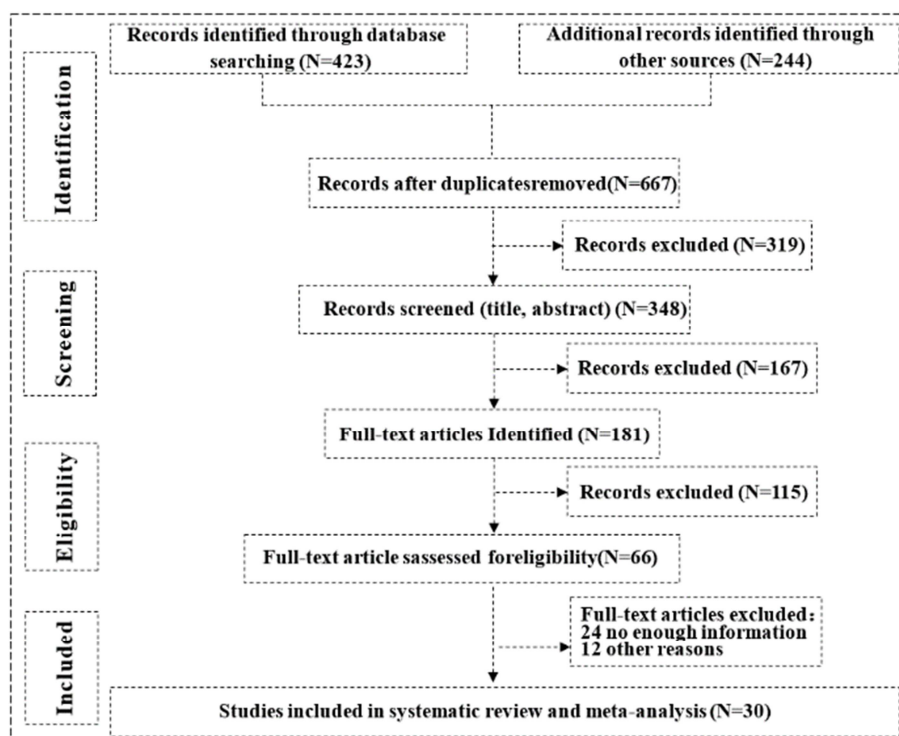 Records identified through database
searching (N=423)
Additional records identified through
other sources (N=244)
Identification
Records after duplicatesremoved(N=667)
Records excluded (N=319)
Screening
Records screened (title, abstract) (N=348)
Records excluded (N=167)
Full-text articles Identified (N=181)
Eligibility
Records excluded (N=115)
Full-text article sassessed foreligibility(N=66)
Included
Full-text articles excluded：
24 no enough information
12 other reasons
Studies included in systematic review and meta-analysis (N=30)